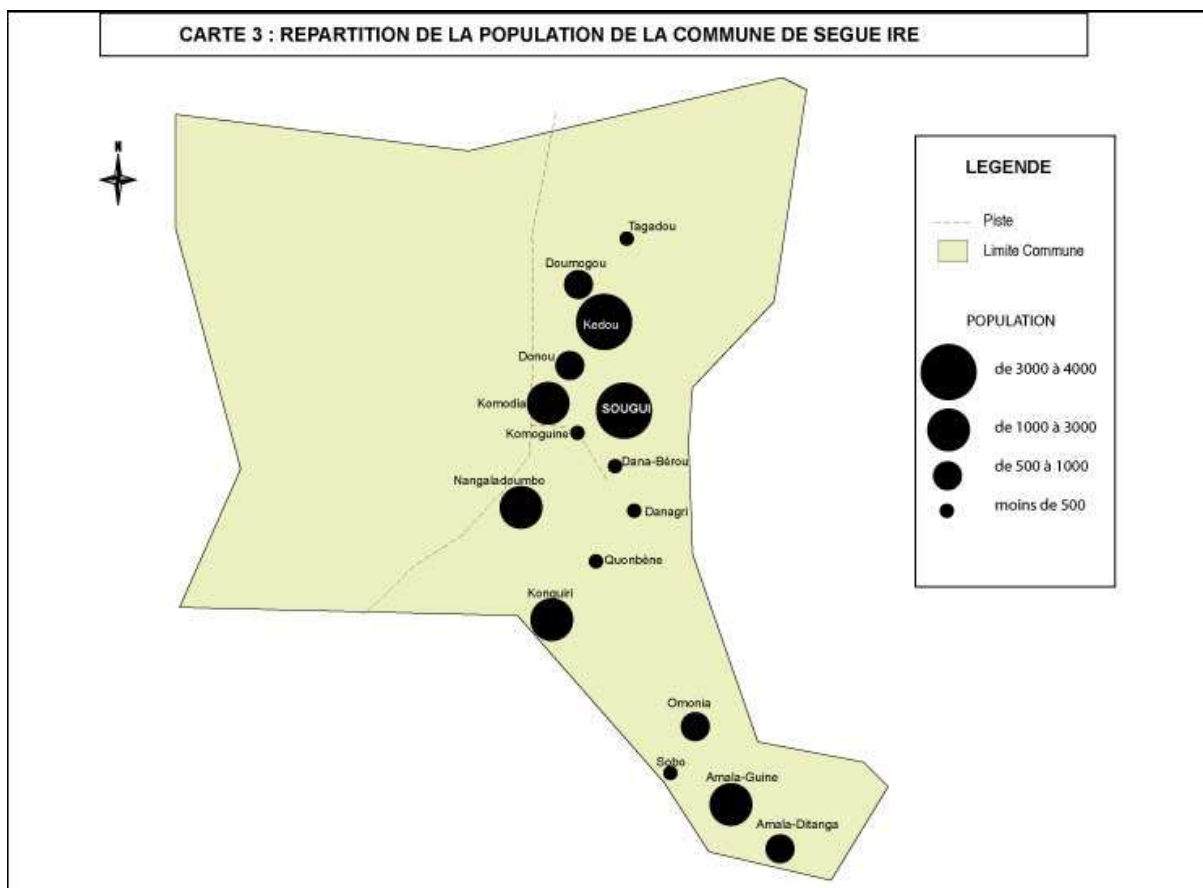 CARTE 3 : REPARTITION DE LA POPULATION DE LA COMMUNE DE SEGUE IRE
N
LEGENDE
Piste
Limite Commune
POPULATION
de 3000 à 4000
de 1000 à 3000
de 500 à 1000
moins de 500
Tagadou
Doumogou
Kedou
Donou
Komodia
SOUGUI
Komoguine
Dana-Bérou
Nangaladoumbo
Danagri
Quonbène
Konguiri
Omonia
Sobo
Amala-Guine
Amala-Ditanga